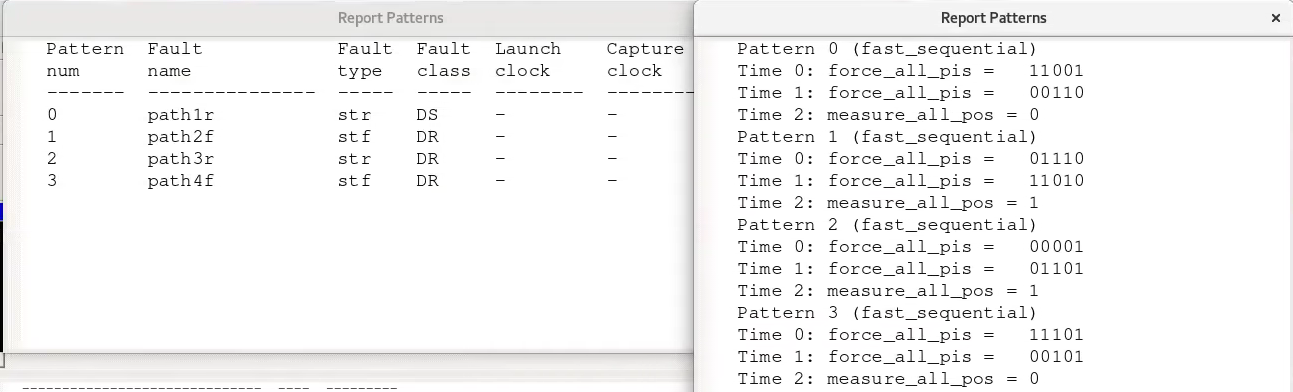 Report Patterns
Pattern Fault Fault Fault Launch Capture
num name type class clock clock
------- --------------- ----- ----- -------- --------
0 path1r str DS – –
1 path2f stf DR – –
2 path3r str DR – –
3 path4f stf DR – –
Report Patterns ×
Pattern 0 (fast_sequential)
Time 0: force_all_pis = 11001
Time 1: force_all_pis = 00110
Time 2: measure_all_pos = 0
Pattern 1 (fast_sequential)
Time 0: force_all_pis = 01110
Time 1: force_all_pis = 11010
Time 2: measure_all_pos = 1
Pattern 2 (fast_sequential)
Time 0: force_all_pis = 00001
Time 1: force_all_pis = 01101
Time 2: measure_all_pos = 1
Pattern 3 (fast_sequential)
Time 0: force_all_pis = 11101
Time 1: force_all_pis = 00101
Time 2: measure_all_pos = 0